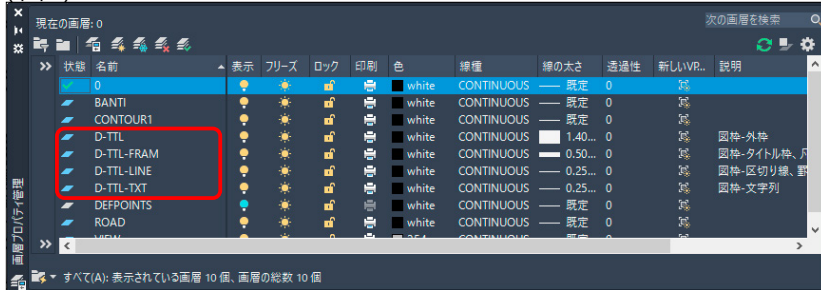 現在の画層: 0
次の画層を検索
状態 名前 表示 フリーズ ロック 印刷 色 線種 線の太さ 透過性 新しいVP... 説明
0 white CONTINUOUS 既定 0
BANTI white CONTINUOUS 既定 0
CONTOUR1 white CONTINUOUS 既定 0
D-TTL white CONTINUOUS 1.40... 0 図枠-外枠
D-TTL-FRAM white CONTINUOUS 0.50... 0 図枠-タイトル枠、
D-TTL-LINE white CONTINUOUS 0.25... 0 図枠-区切り線、
D-TTL-TXT white CONTINUOUS 0.25... 0 図枠-文字列
DEFPOINTS white CONTINUOUS 既定 0
ROAD white CONTINUOUS 既定 0
すべて(A): 表示されている画層 10 個、画層の総数 10 個
画層プロパティ管理